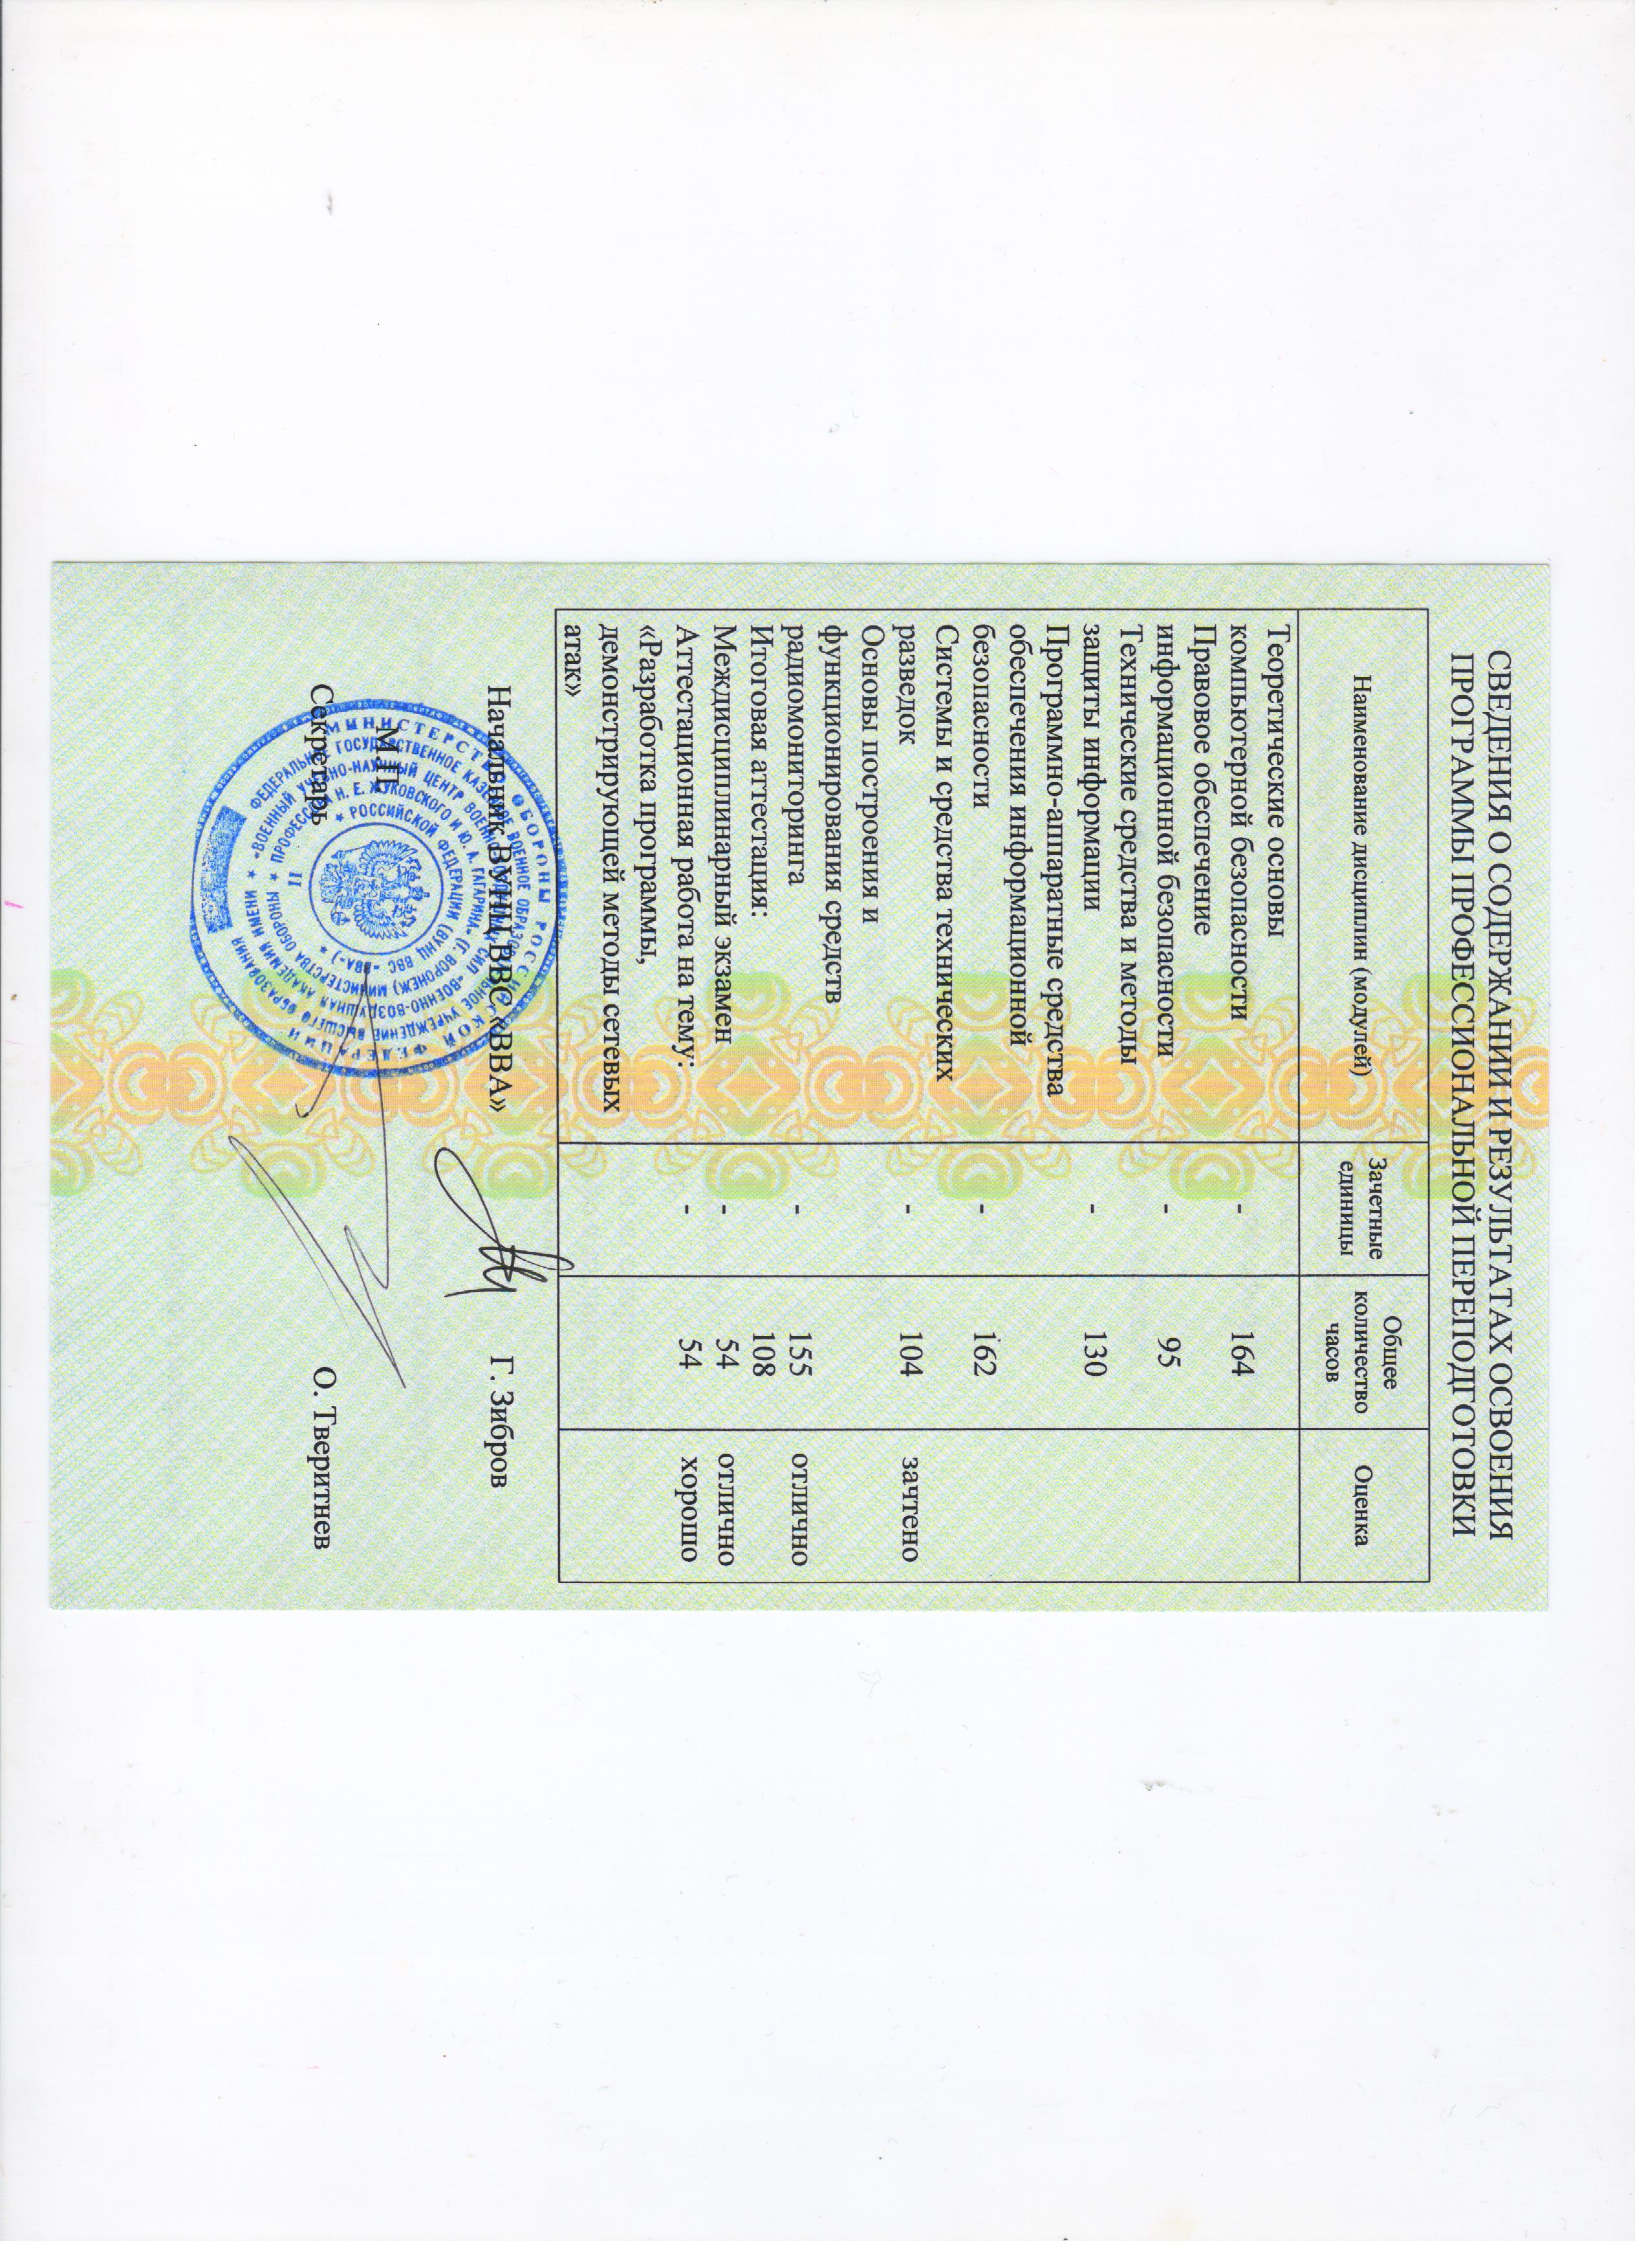 СВЕДЕНИЯ О СОДЕРЖАНИИ И РЕЗУЛЬТАТАХ ОСВОЕНИЯ
ПРОГРАММЫ ПРОФЕССИОНАЛЬНОЙ ПЕРЕПОДГОТОВКИ
Наименование дисциплин (модулей)
Зачетные
единицы
Общее
количество
часов
Оценка
Теоретические основы
компьютерной безопасности - 164
Правовое обеспечение
информационной безопасности - 95
Технические средства и методы
защиты информации - 130
Программно-аппаратные средства
обеспечения информационной
безопасности - 162
Системы и средства технических
разведок - 104 зачтено
Основы построения и
функционирования средств
радиомониторинга - 155 отлично
Итоговая аттестация: 108
Междисциплинарный экзамен - 54 отлично
Аттестационная работа на тему: - 54 хорошо
«Разработка программы,
демонстрирующей методы сетевых
атак»
Начальник ВУНЦ ВВС «ВВА» Г. Зибров
М.П.
Секретарь О. Тверитнев
МИНИСТЕРСТВО ОБОРОНЫ РОССИЙСКОЙ ФЕДЕРАЦИИ
ФЕДЕРАЛЬНОЕ ГОСУДАРСТВЕННОЕ КАЗЕННОЕ ВОЕННОЕ ОБРАЗОВАТЕЛЬНОЕ УЧРЕЖДЕНИЕ ВЫСШЕГО ОБРАЗОВАНИЯ
«ВОЕННЫЙ УЧЕБНО-НАУЧНЫЙ ЦЕНТР ВОЕННО-ВОЗДУШНЫХ СИЛ «ВОЕННО-ВОЗДУШНАЯ АКАДЕМИЯ ИМЕНИ
ПРОФЕССОРА Н. Е. ЖУКОВСКОГО И Ю. А. ГАГАРИНА» (Г. ВОРОНЕЖ) МИНИСТЕРСТВА ОБОРОНЫ
РОССИЙСКОЙ ФЕДЕРАЦИИ (ВУНЦ ВВС «ВВА»)
II